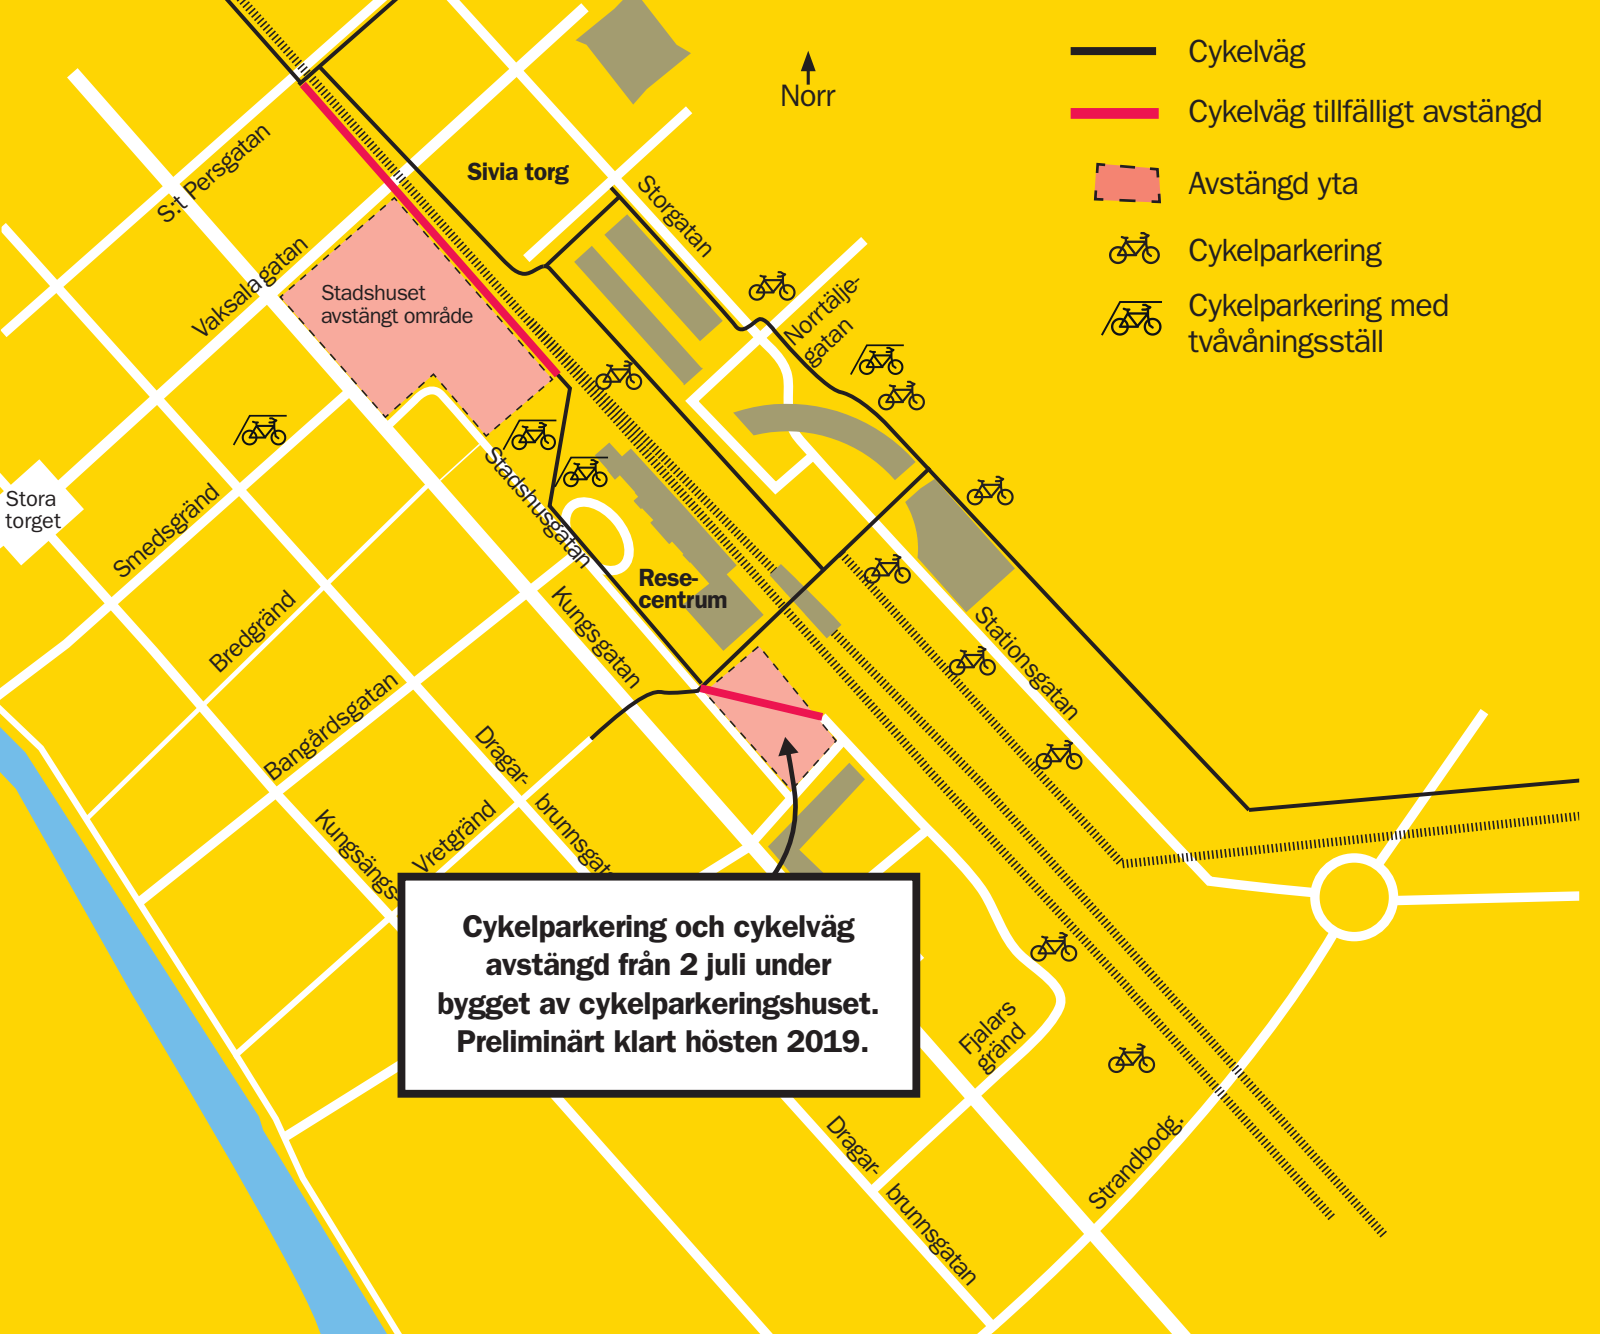 Norr
Cykelväg
Cykelväg tillfälligt avstängd
Avstängd yta
Cykelparkering
Cykelparkering med
tvåvåningsställ
S:t Persgatan
Sivia torg
Storgatan
Vaksalagatan
Stadshuset
avstängt område
Norrtälje-
gatan
Stora
torget
Smedsgränd
Stadshusgatan
Rese-
centrum
Kungsgatan
Bredgränd
Stationsgatan
Bangårdsgatan
Dragar-
brunnsgat
Kungsängs
Vretgränd
Cykelparkering och cykelväg
avstängd från 2 juli under
bygget av cykelparkeringshuset.
Preliminärt klart hösten 2019.
Fjalars
gränd
Strandbodg.
Dragar-
brunnsgatan